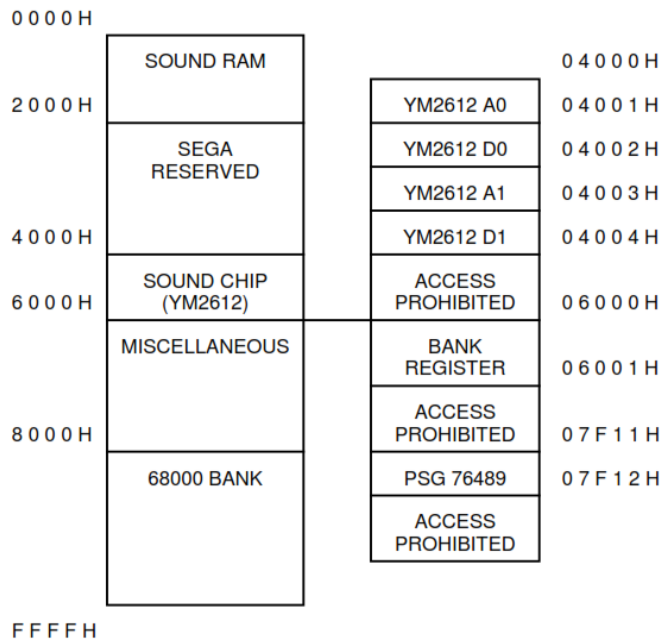 0000H
SOUND RAM
2000H
SEGA
RESERVED
4000H
SOUND CHIP
(YM2612)
6000H
MISCELLANEOUS
8000H
68000 BANK
FFFFH
04000H
YM2612 A0
04001H
YM2612 D0
04002H
YM2612 A1
04003H
YM2612 D1
04004H
ACCESS
PROHIBITED
06000H
BANK
REGISTER
06001H
ACCESS
PROHIBITED
07F11H
PSG 76489
07F12H
ACCESS
PROHIBITED